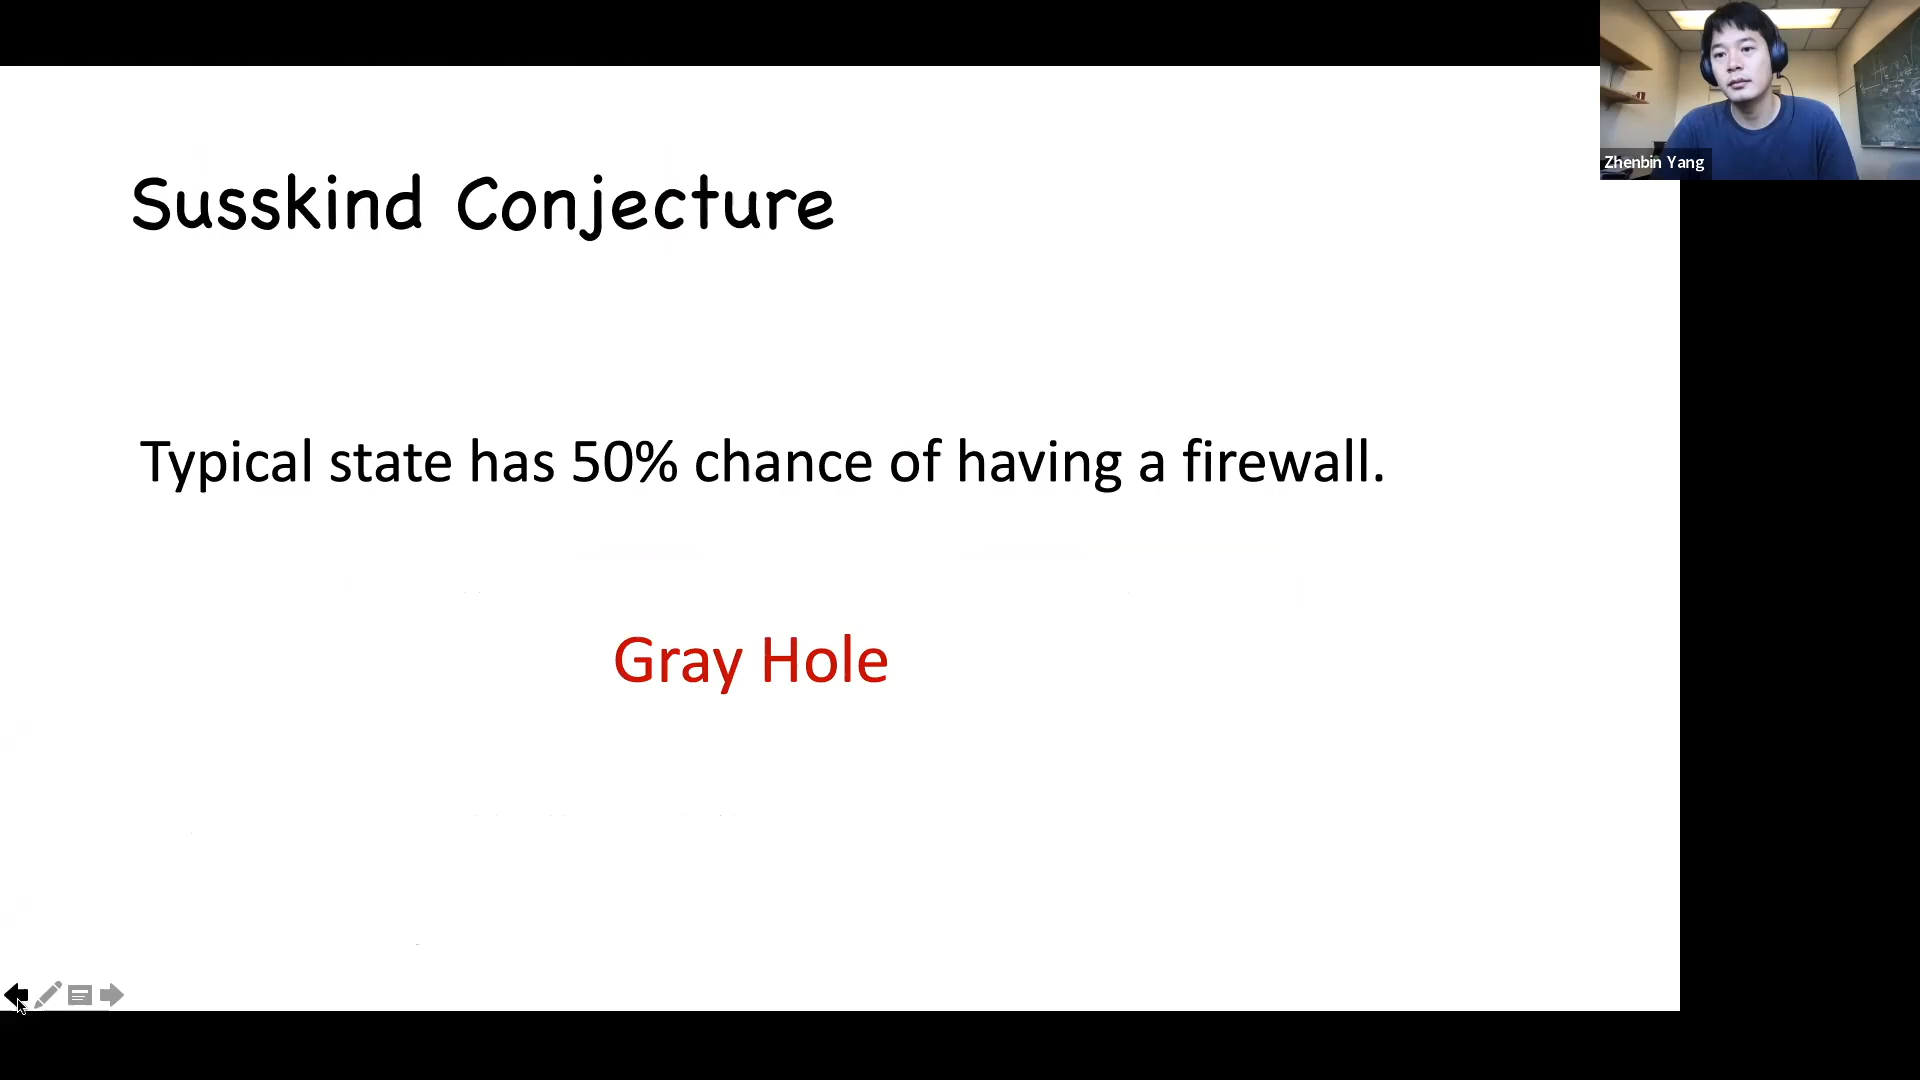 Zhenbin Yang
Susskind Conjecture
Typical state has 50% chance of having a firewall.
Gray Hole